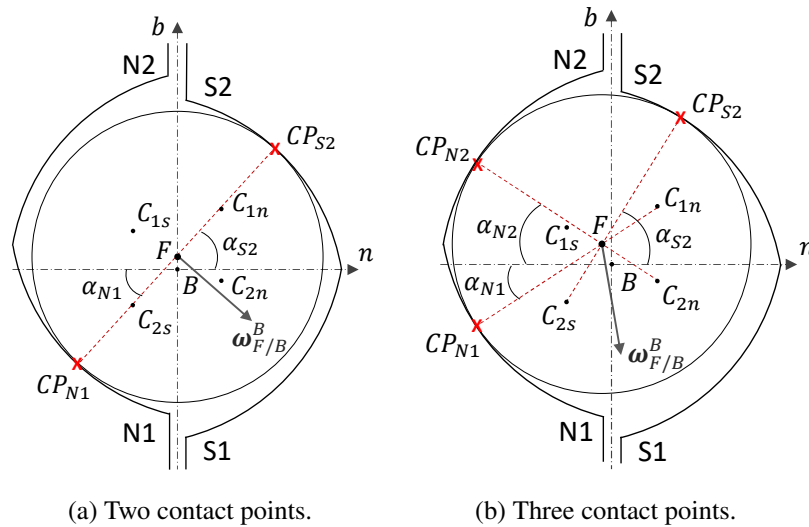 b
N2
S2
CP_{S2}
C_{1s}
C_{1n}
F
α_{S2}
n
α_{N1}
B
C_{2n}
C_{2s}
ω^{B}_{F/B}
CP_{N1}
N1
S1
(a) Two contact points.
b
N2
S2
CP_{S2}
CP_{N2}
C_{1n}
C_{1s}
F
α_{N2}
α_{S2}
n
α_{N1}
B
C_{2n}
C_{2s}
CP_{N1}
ω^{B}_{F/B}
N1
S1
(b) Three contact points.